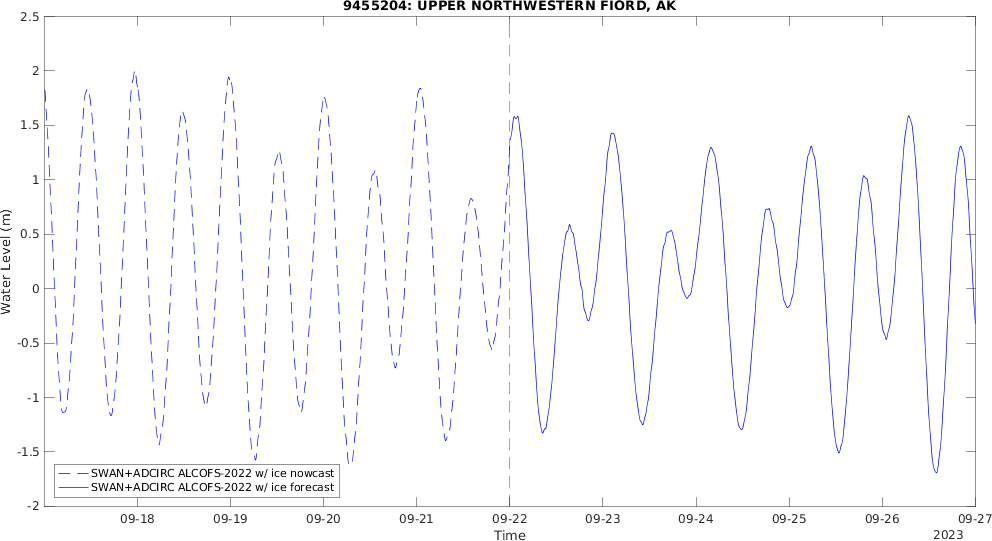 9455204: UPPER NORTHWESTERN FIORD, AK
2.5
2
1.5
1
0.5
0
-0.5
-1
-1.5
-2
Water Level (m)
SWAN+ADCIRC ALCOFS-2022 w/ ice nowcast
SWAN+ADCIRC ALCOFS-2022 w/ ice forecast
09-18 09-19 09-20 09-21 09-22 09-23 09-24 09-25 09-26 09-27
Time
2023